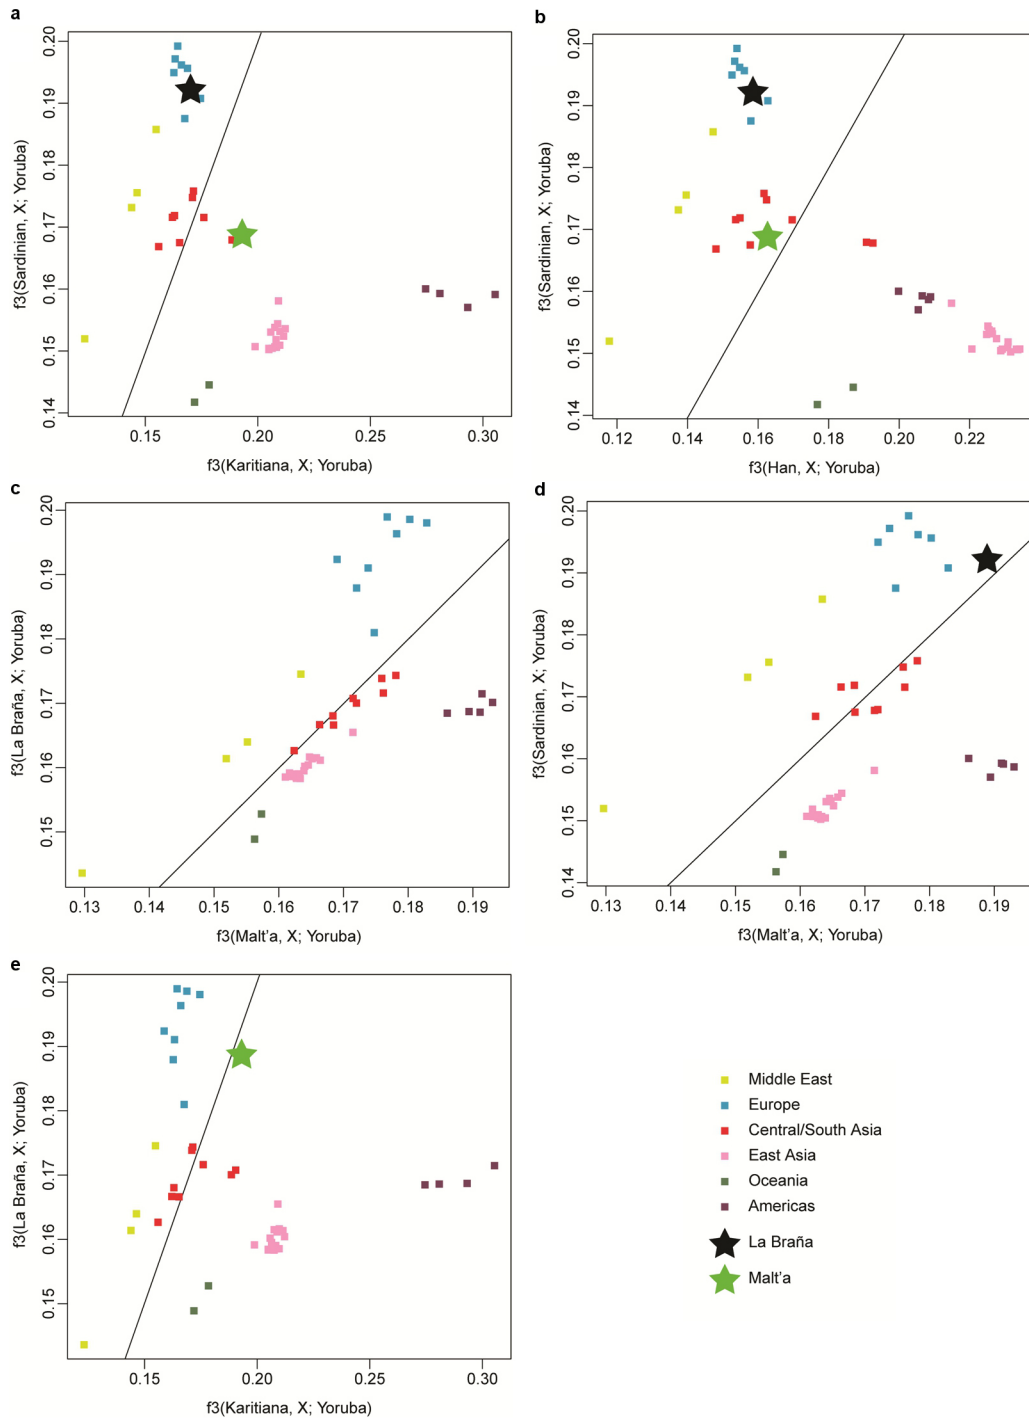 a
f3(Sardinian, X; Yoruba)
0.20
0.19
0.18
0.17
0.16
0.15
0.14
0.15
0.20
0.25
0.30
f3(Karitiana, X; Yoruba)
b
f3(Sardinian, X; Yoruba)
0.20
0.19
0.18
0.17
0.16
0.15
0.14
0.12
0.14
0.16
0.18
0.20
0.22
f3(Han, X; Yoruba)
c
f3(La Braña, X; Yoruba)
0.20
0.19
0.18
0.17
0.16
0.15
0.13
0.14
0.15
0.16
0.17
0.18
0.19
f3(Malt'a, X; Yoruba)
d
f3(Sardinian, X; Yoruba)
0.20
0.19
0.18
0.17
0.16
0.15
0.14
0.13
0.14
0.15
0.16
0.17
0.18
0.19
f3(Malt'a, X; Yoruba)
e
f3(La Braña, X; Yoruba)
0.20
0.19
0.18
0.17
0.16
0.15
0.15
0.20
0.25
0.30
f3(Karitiana, X; Yoruba)
Middle East
Europe
Central/South Asia
East Asia
Oceania
Americas
La Braña
Malt'a